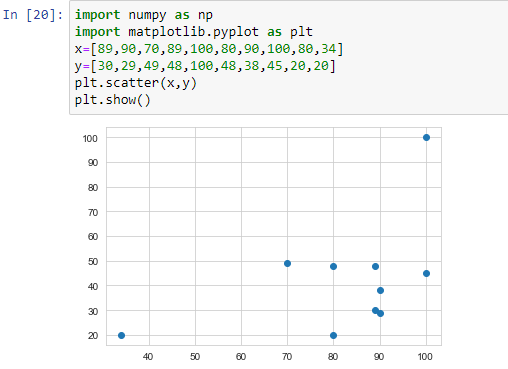 In [20]:
import numpy as np
import matplotlib.pyplot as plt
x=[89,90,70,89,100,80,90,100,80,34]
y=[30,29,49,48,100,48,38,45,20,20]
plt.scatter(x,y)
plt.show()
100
90
80
70
60
50
40
30
20
40 50 60 70 80 90 100